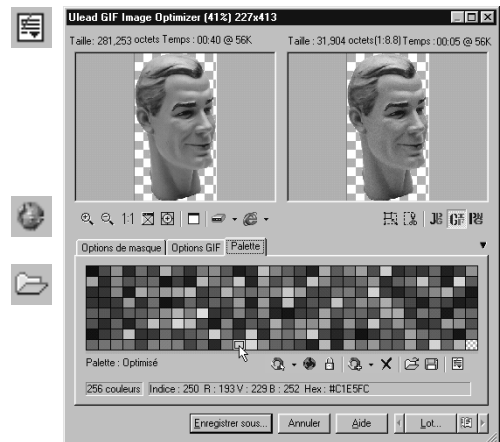 Ulead GIF Image Optimizer (41%) 227x413
Taille: 281,253 octets Temps : 00:40 @ 56K
Taille : 31,904 octets(1:8.8) Temps : 00:05 @ 56K
1:1
Options de masque Options GIF Palette
Palette : Optimisé
256 couleurs Indice : 250 R : 193 V : 229 B : 252 Hex : #C1E5FC
Enregistrer sous... Annuler Aide Lot...